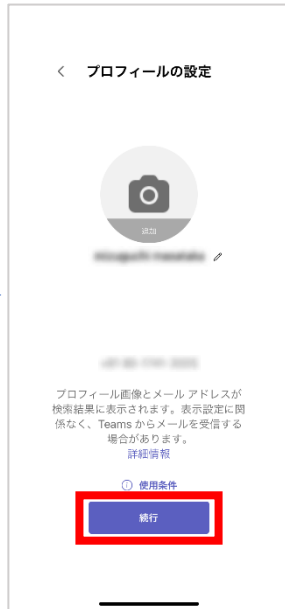 プロフィールの設定
追加
プロフィール画像とメール アドレスが
検索結果に表示されます。表示設定に関
係なく、Teams からメールを受信する
場合があります。
詳細情報
使用条件
続行